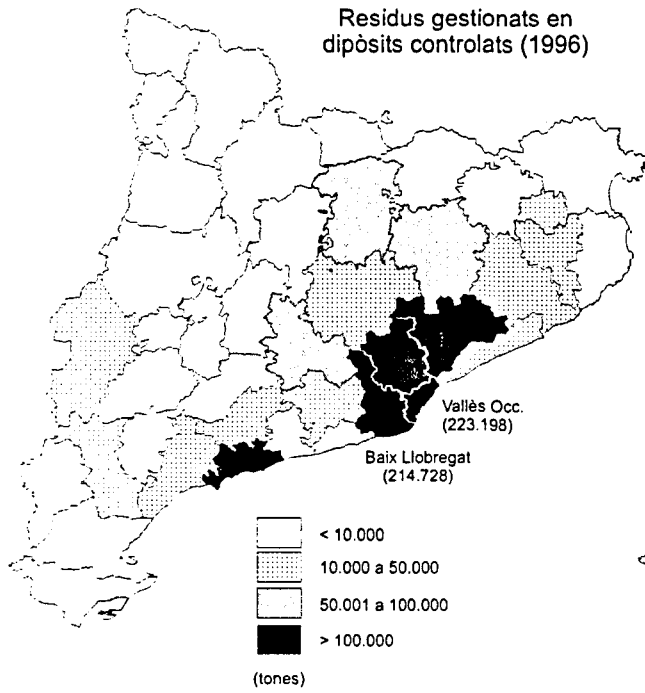 Residus gestionats en
dipòsits controlats (1996)
Vallès Occ.
(223.198)
Baix Llobregat
(214.728)
< 10.000
10.000 a 50.000
50.001 a 100.000
> 100.000
(tones)